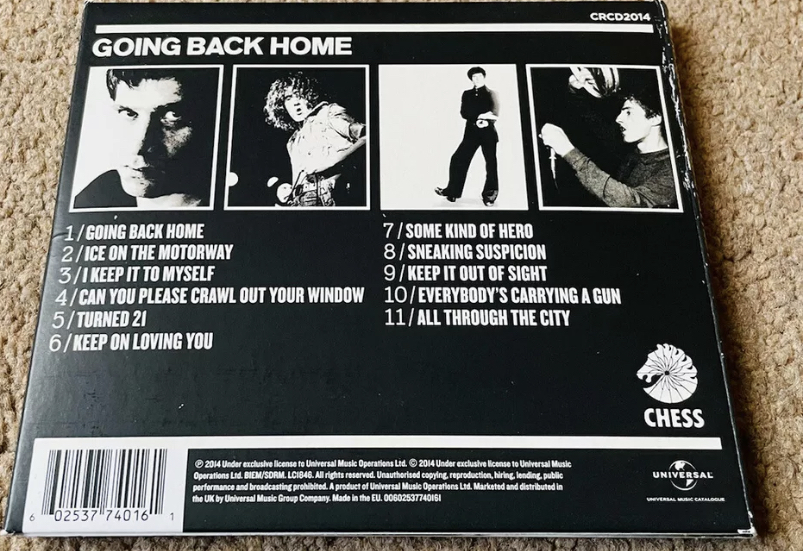 CRCD2014
GOING BACK HOME
1/GOING BACK HOME
2/ICE ON THE MOTORWAY
3/I KEEP IT TO MYSELF
4/CAN YOU PLEASE CRAWL OUT YOUR WINDOW
5/TURNED 21
6/KEEP ON LOVING YOU
7/SOME KIND OF HERO
8/SNEAKING SUSPICION
9/KEEP IT OUT OF SIGHT
10/EVERYBODY'S CARRYING A GUN
11/ALL THROUGH THE CITY
CHESS
6 02537 74016 1
℗ 2014 Under exclusive license to Universal Music Operations Ltd. © 2014 Under exclusive license to Universal Music
Operations Ltd. BIEM/SDRM. LC1846. All rights reserved. Unauthorised copying, reproduction, hiring, lending, public
performance and broadcasting prohibited. A product of Universal Music Operations Ltd. Marketed and distributed in
the UK by Universal Music Group Company. Made in the EU. 00602537740161
UNIVERSAL
UNIVERSAL MUSIC CATALOGUE